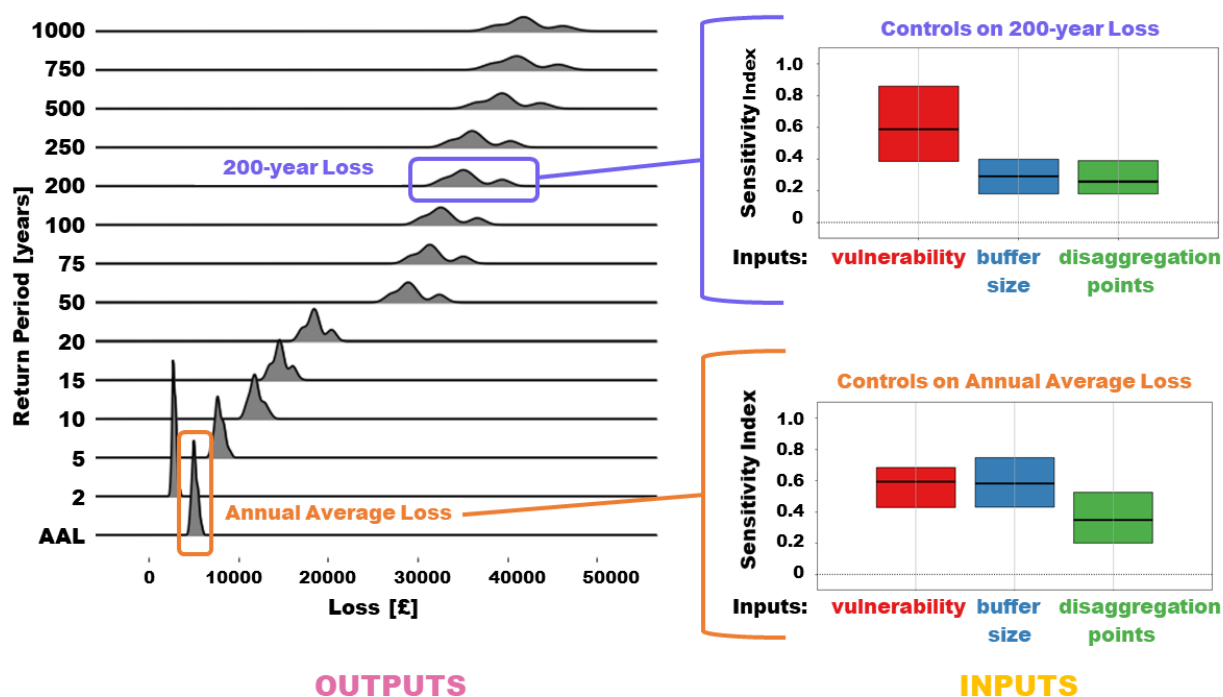 1000
750
500
250
200
100
75
50
20
15
10
5
2
AAL
Return Period [years]
200-year Loss
Annual Average Loss
0 10000 20000 30000 40000 50000
Loss [£]
OUTPUTS
Controls on 200-year Loss
Sensitivity Index
1.0
0.8
0.6
0.4
0.2
0
Inputs: vulnerability buffer disaggregation
size points
Controls on Annual Average Loss
Sensitivity Index
1.0
0.8
0.6
0.4
0.2
0
Inputs: vulnerability buffer disaggregation
size points
INPUTS